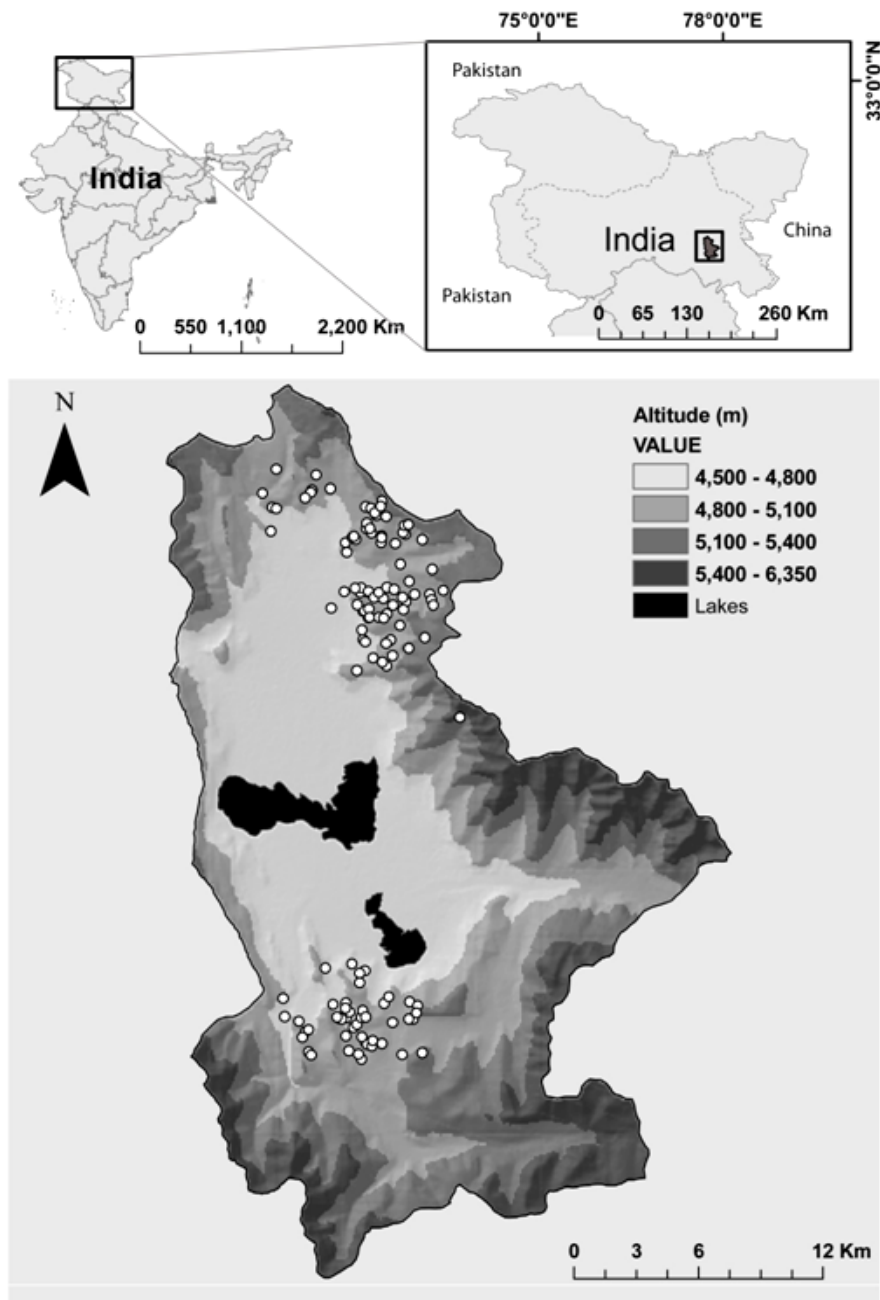 75°0'0"E
78°0'0"E
33°0'0"N
Pakistan
India
India
China
Pakistan
0 65 130 260 Km
0 550 1,100 2,200 Km
N
Altitude (m)
VALUE
4,500 - 4,800
4,800 - 5,100
5,100 - 5,400
5,400 - 6,350
Lakes
0 3 6 12 Km